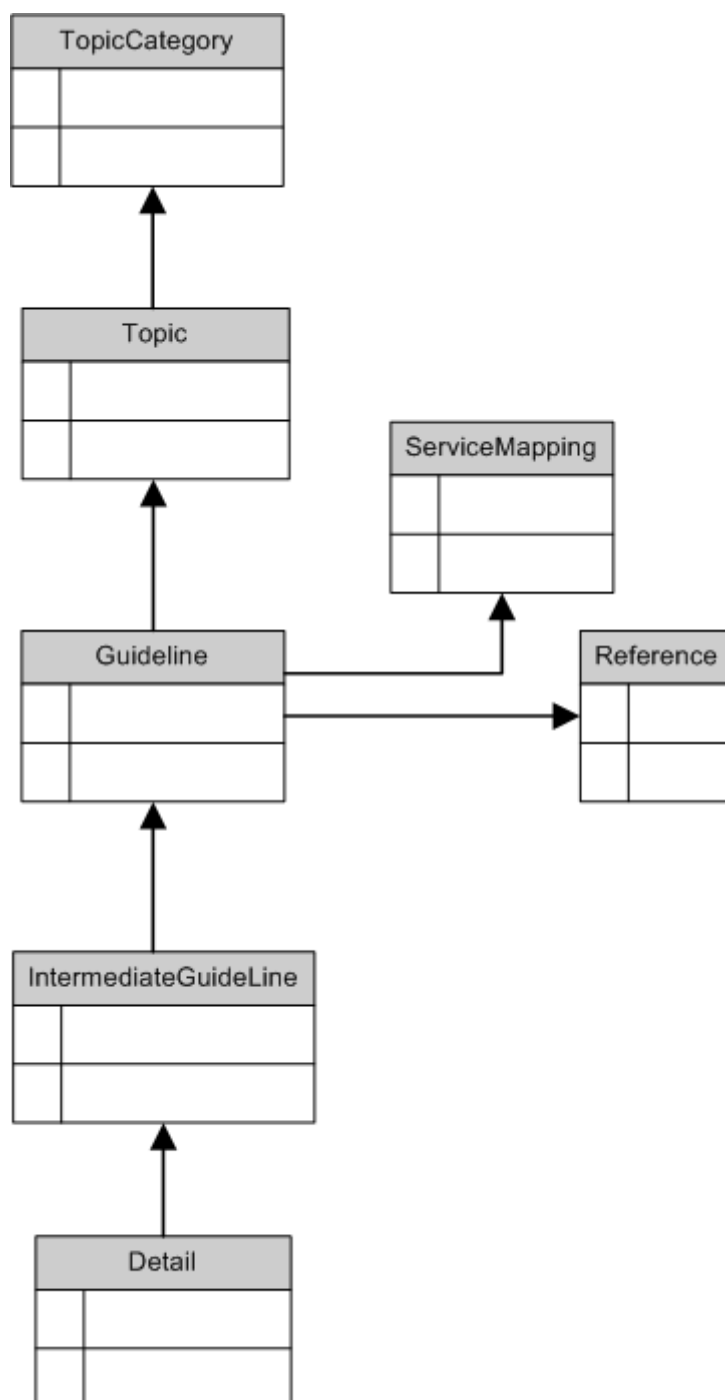 TopicCategory
Topic
ServiceMapping
Guideline
Reference
IntermediateGuideLine
Detail